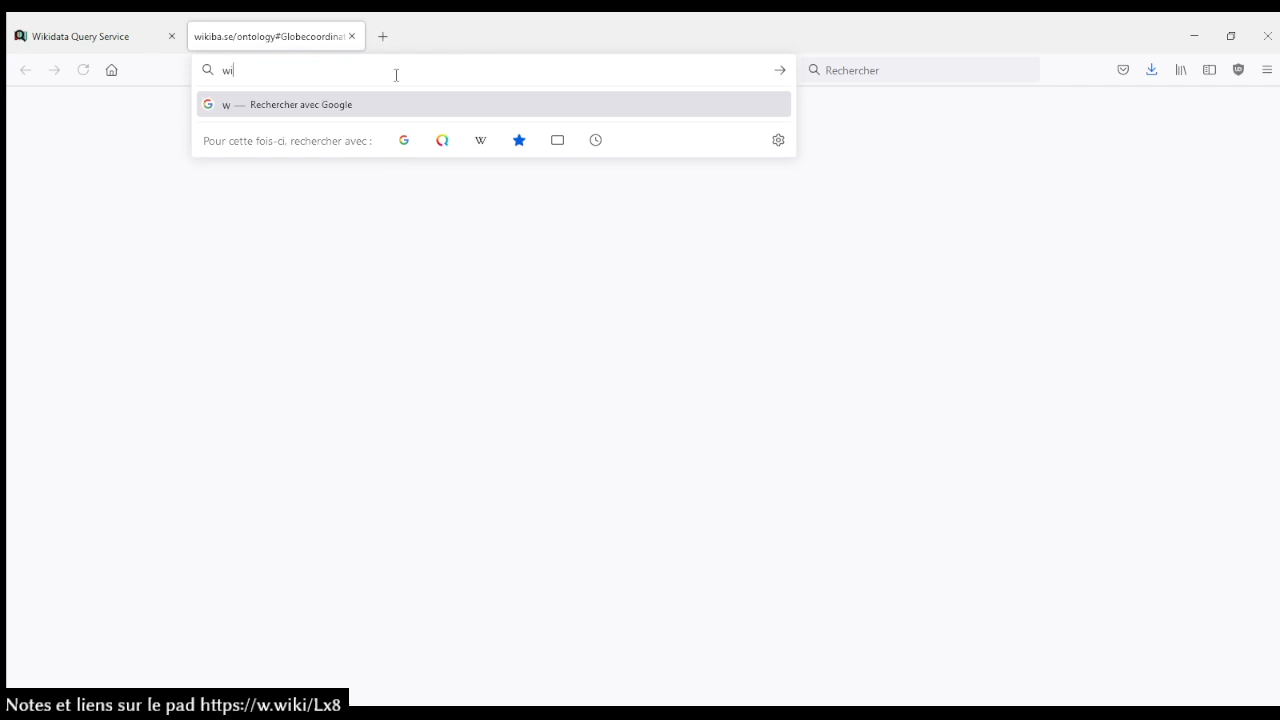 Wikidata Query Service
wikiba.se/ontology#Globecoordinat
wi
Rechercher
w — Rechercher avec Google
Pour cette fois-ci, rechercher avec :
W
Notes et liens sur le pad https://w.wiki/Lx8